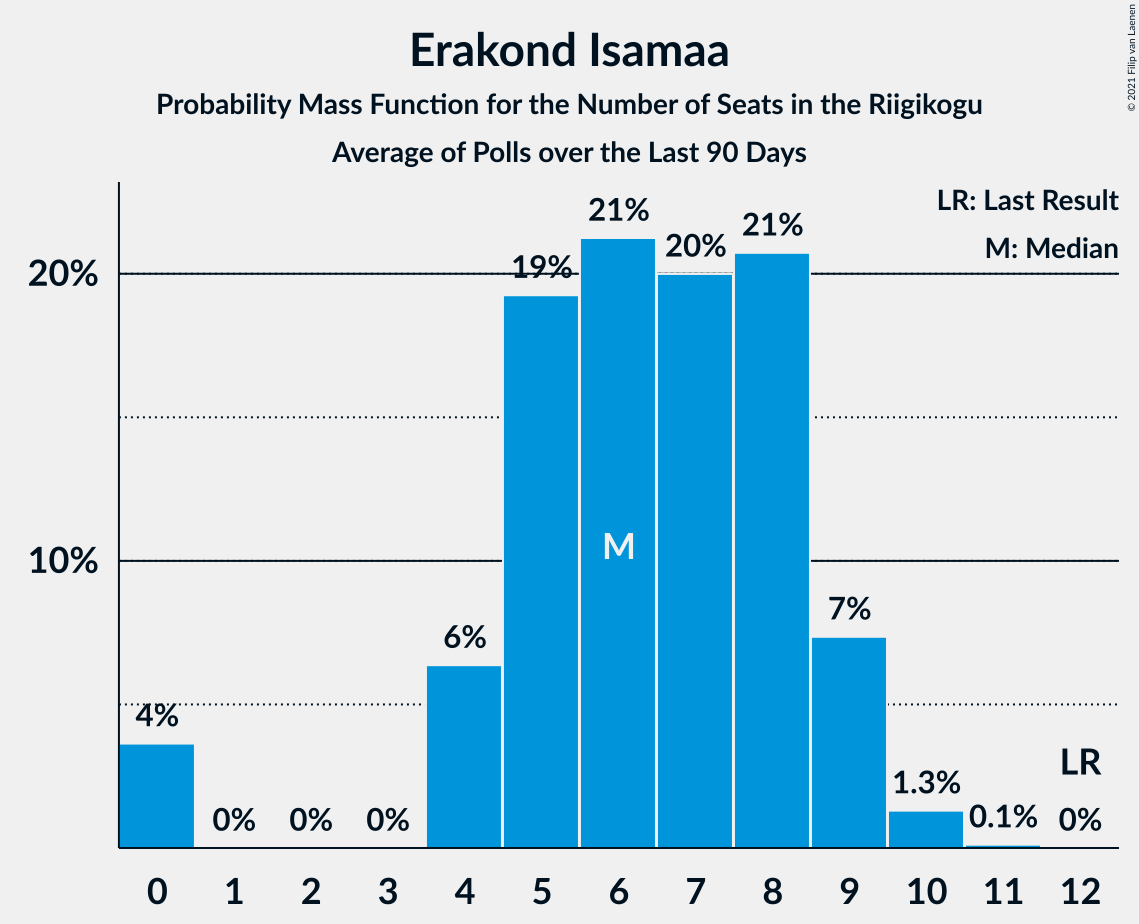 Erakond Isamaa
Probability Mass Function for the Number of Seats in the Riigikogu
Average of Polls over the Last 90 Days
© 2021 Filip van Laenen
LR: Last Result
M: Median
20%
10%
4%
0%
0%
0%
6%
19%
21%
20%
21%
7%
1.3%
0.1%
0%
M
LR
0 1 2 3 4 5 6 7 8 9 10 11 12